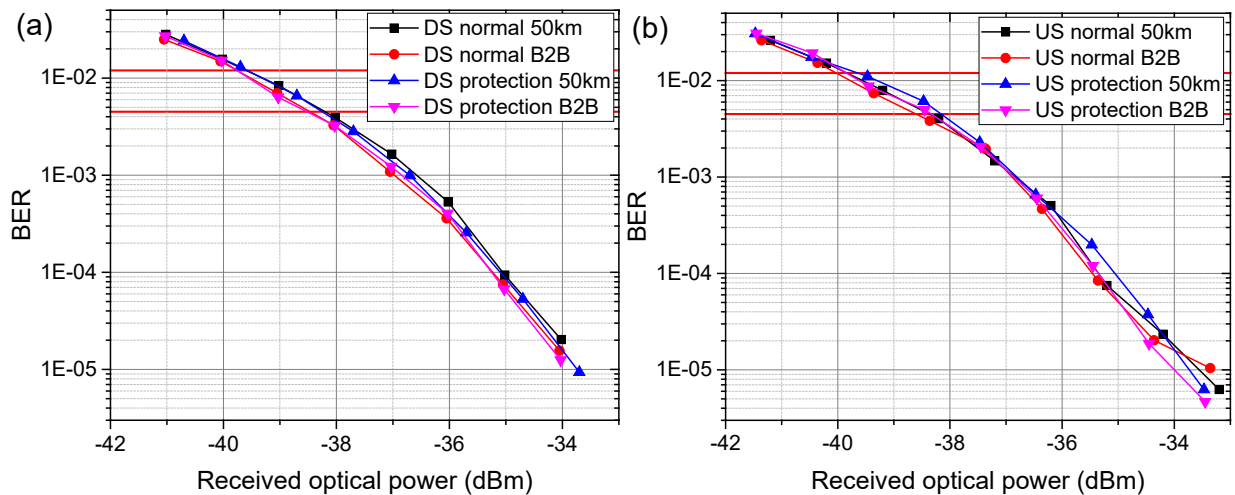 (a)
DS normal 50km
DS normal B2B
DS protection 50km
DS protection B2B
1E-02
1E-03
1E-04
1E-05
BER
-42
-40
-38
-36
-34
Received optical power (dBm)
(b)
US normal 50km
US normal B2B
US protection 50km
US protection B2B
1E-02
1E-03
1E-04
1E-05
BER
-42
-40
-38
-36
-34
Received optical power (dBm)